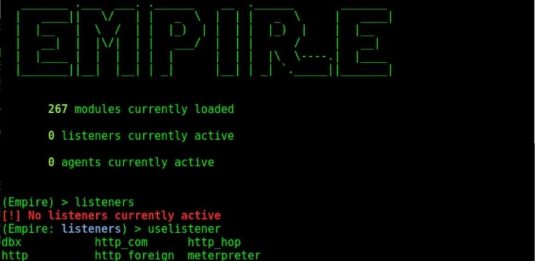 EMPIRE
267 modules currently loaded
0 listeners currently active
0 agents currently active
(Empire) > listeners
[!] No listeners currently active
(Empire: listeners) > uselistener
dbx http_com http_hop
http http_foreign meterpreter